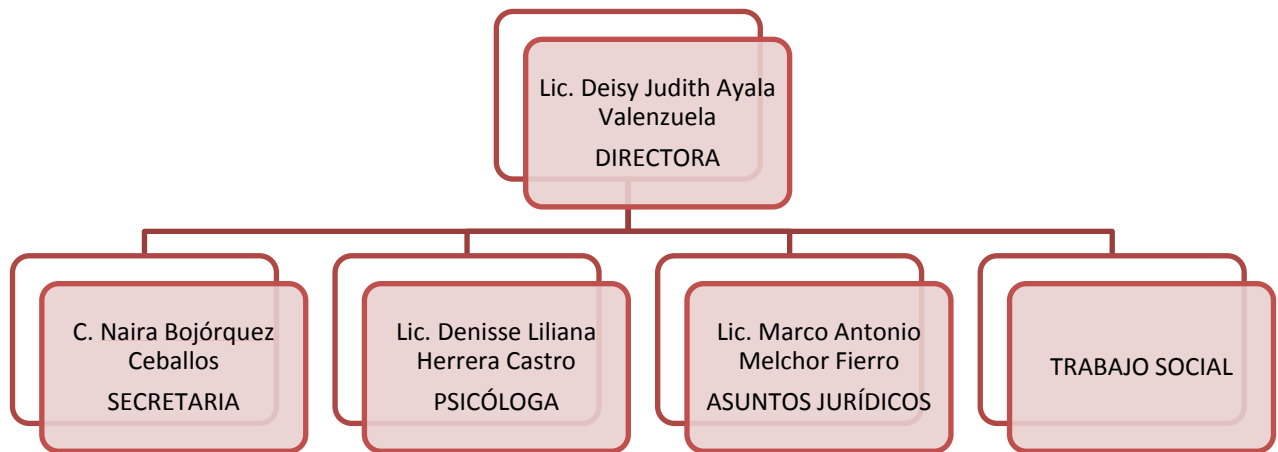 Lic. Deisy Judith Ayala
Valenzuela
DIRECTORA
C. Naira Bojórquez
Ceballos
SECRETARIA
Lic. Denisse Liliana
Herrera Castro
PSICÓLOGA
Lic. Marco Antonio
Melchor Fierro
ASUNTOS JURÍDICOS
TRABAJO SOCIAL